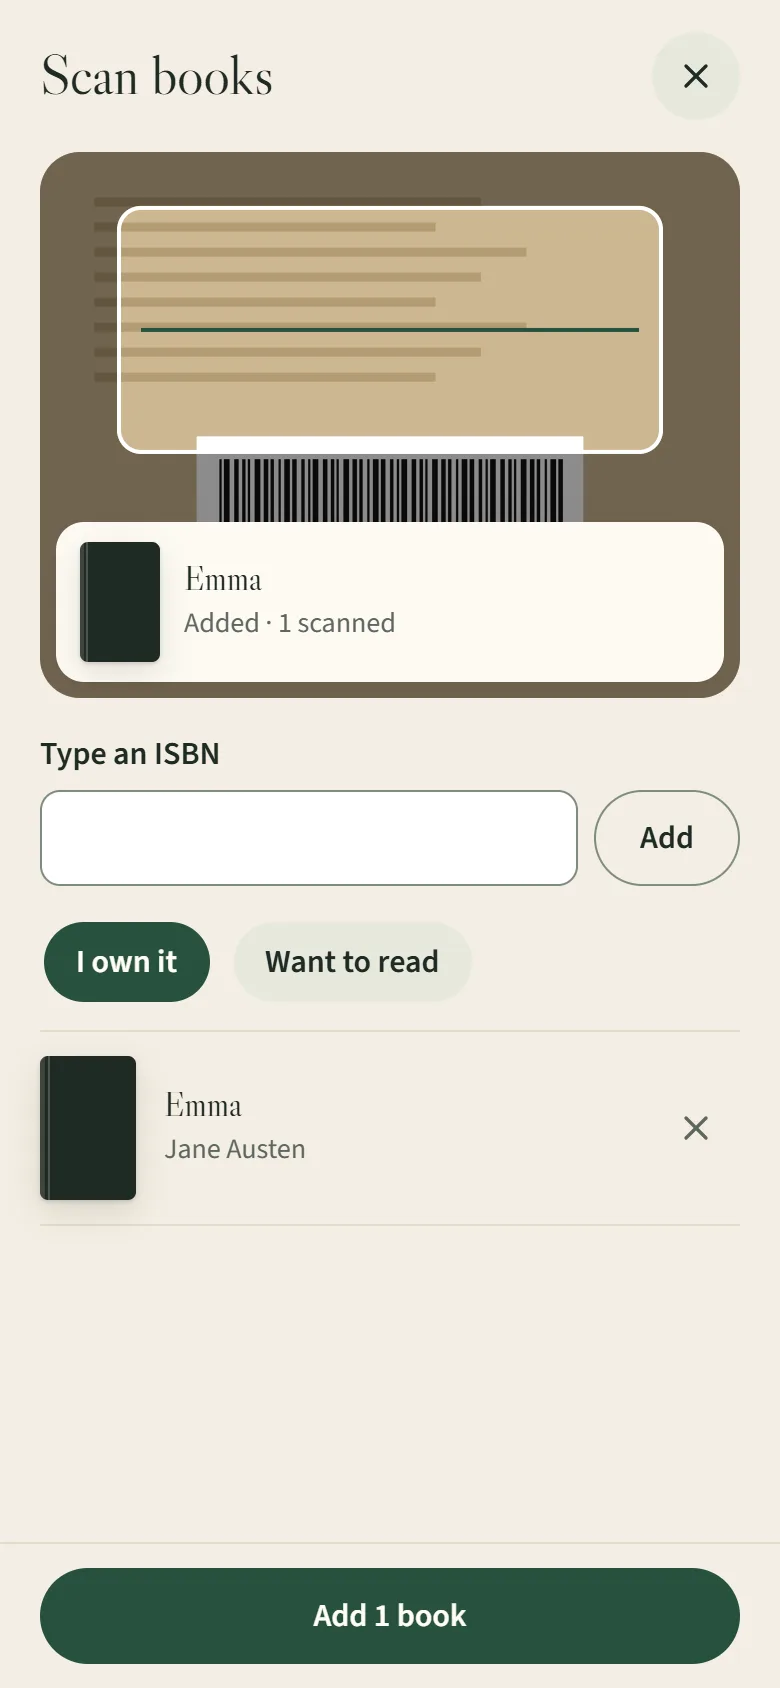 Scan books
Emma
Added · 1 scanned
Type an ISBN
Add
I own it
Want to read
Emma
Jane Austen
Add 1 book